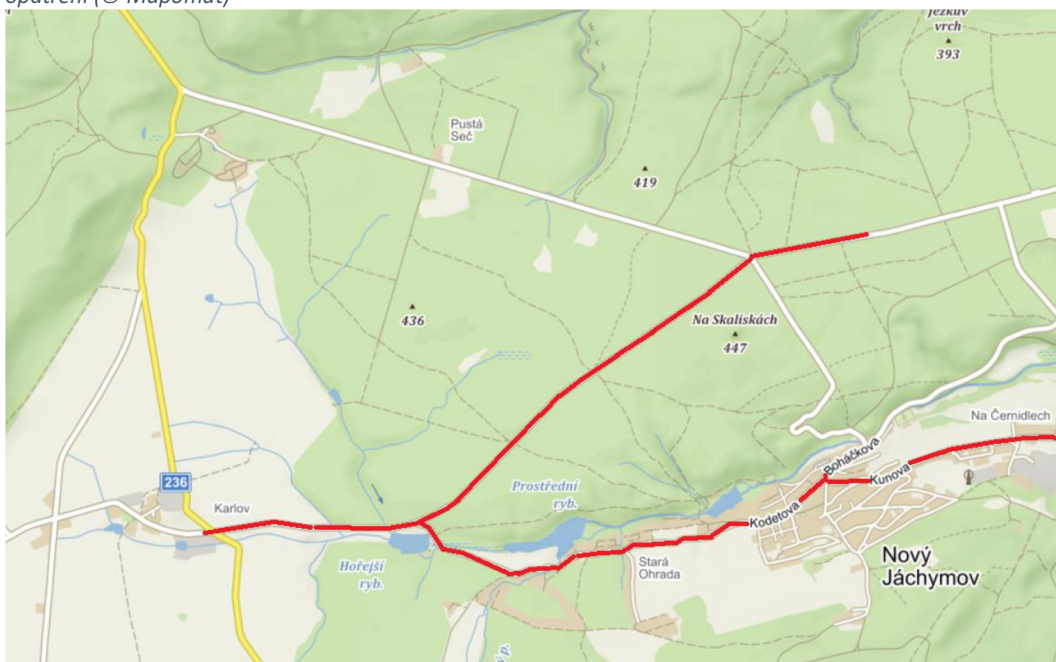 opatření (© Mapomat)
Ježkův
vrch
393
Pustá
Seč
419
436
Na Skaliskách
447
Na Černidlech
Boháčkova
Prostřední
ryb.
236
Kunova
Karlov
Kodetova
Nový
Jáchymov
Hořejší
ryb.
Stará
Ohrada